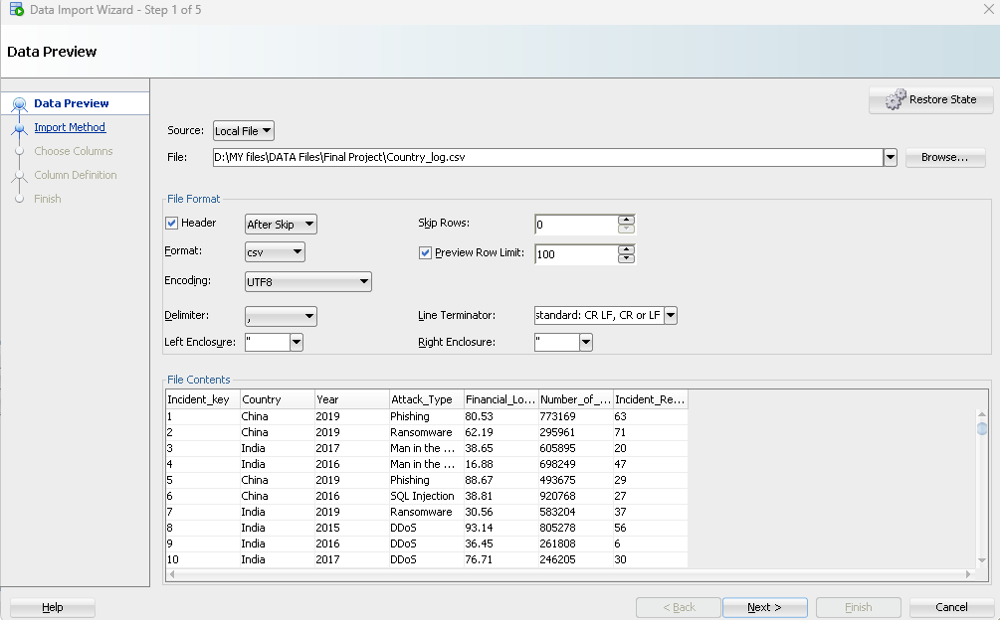 Data Import Wizard - Step 1 of 5
Data Preview
Data Preview
Import Method
Choose Columns
Column Definition
Finish
Restore State
Source: Local File
File: D:\MY files\DATA Files\Final Project\Country_log.csv Browse...
File Format
Header After Skip Skip Rows: 0
Format: csv Preview Row Limit: 100
Encoding: UTF8
Delimiter: , Line Terminator: standard: CR LF, CR or LF
Left Enclosure: " Right Enclosure: "
File Contents
Incident_key Country Year Attack_Type Financial_Lo... Number_of_... Incident_Re...
1 China 2019 Phishing 80.53 773169 63
2 China 2019 Ransomware 62.19 295961 71
3 India 2017 Man in the ... 38.65 605895 20
4 India 2016 Man in the ... 16.88 698249 47
5 China 2019 Phishing 88.67 493675 29
6 China 2016 SQL Injection 38.81 920768 27
7 India 2019 Ransomware 30.56 583204 37
8 India 2015 DDoS 93.14 805278 56
9 India 2016 DDoS 36.45 261808 6
10 India 2017 DDoS 76.71 246205 30
Help < Back Next > Finish Cancel